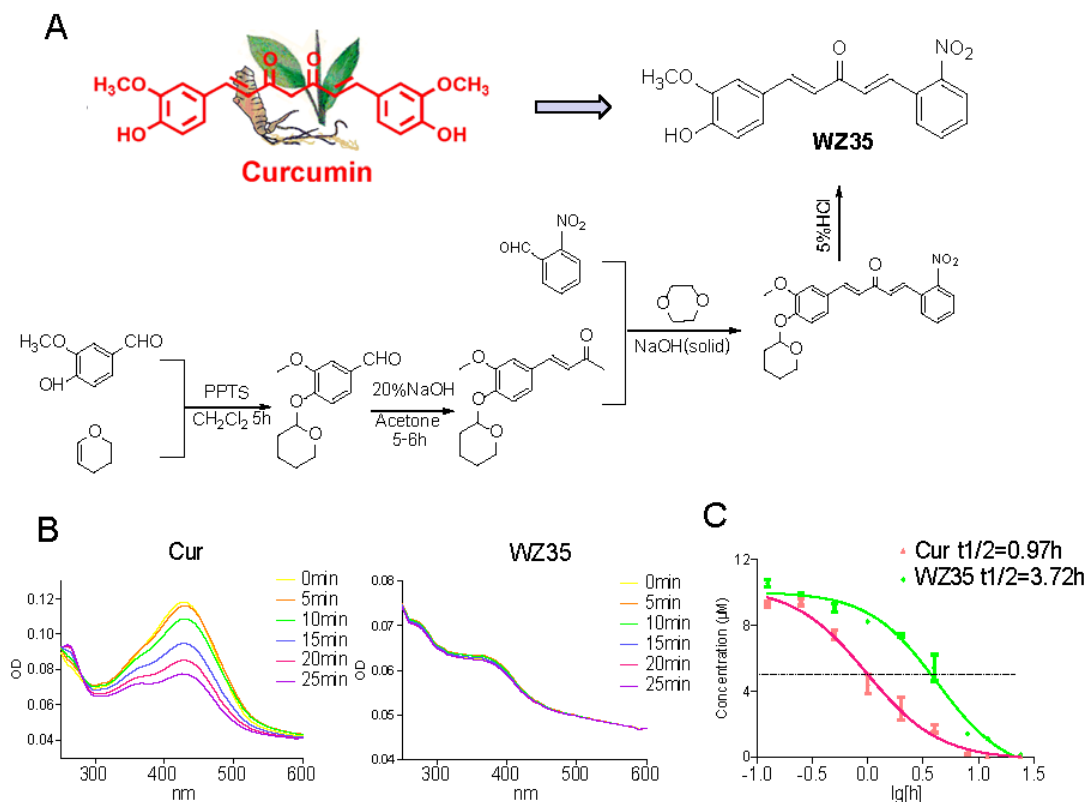 A
O O
H₃CO OCH₃
HO OH
Curcumin
O NO₂
H₃CO
HO
WZ35
5%HCl
NO₂
OHC
O
O
NaOH(solid)
O NO₂
O
O
O
H₃CO CHO
OH
O
PPTS
CH₂Cl₂ 5h
O CHO
O
O
20%NaOH
Acetone
5-6h
O O
O
O
B
Cur
OD
0.12
0.10
0.08
0.06
0.04
300 400 500 600
nm
0min
5min
10min
15min
20min
25min
WZ35
OD
0.08
0.07
0.06
0.05
0.04
300 400 500 600
nm
0min
5min
10min
15min
20min
25min
C
Cur t1/2=0.97h
WZ35 t1/2=3.72h
Concentration (µM)
12
8
4
0
-1.0 -0.5 0.0 0.5 1.0 1.5
lg[h]